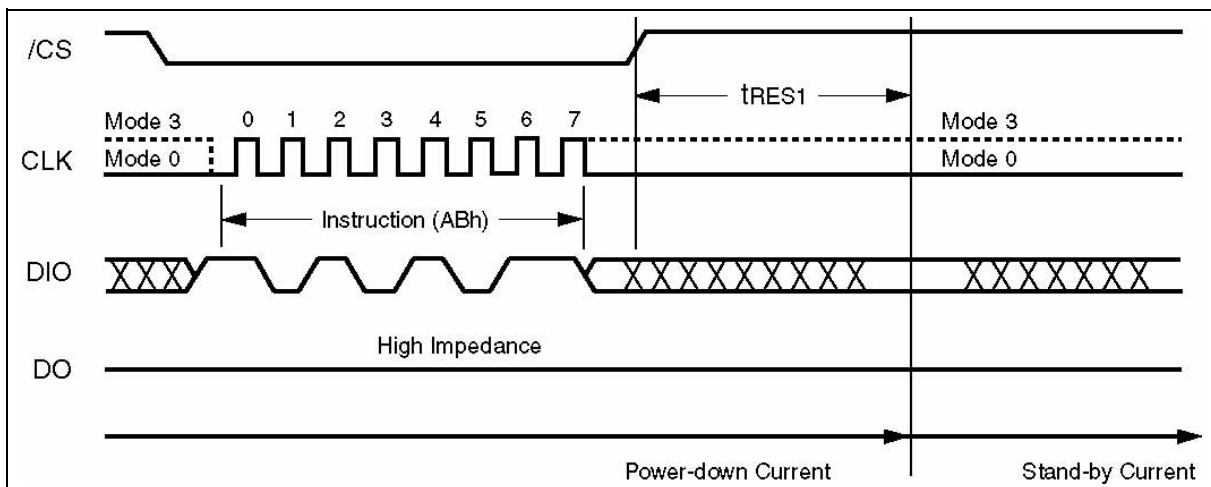 /CS
tRES1
Mode 3 0 1 2 3 4 5 6 7 Mode 3
CLK Mode 0 Mode 0
Instruction (ABh)
DIO
High Impedance
DO
Power-down Current Stand-by Current